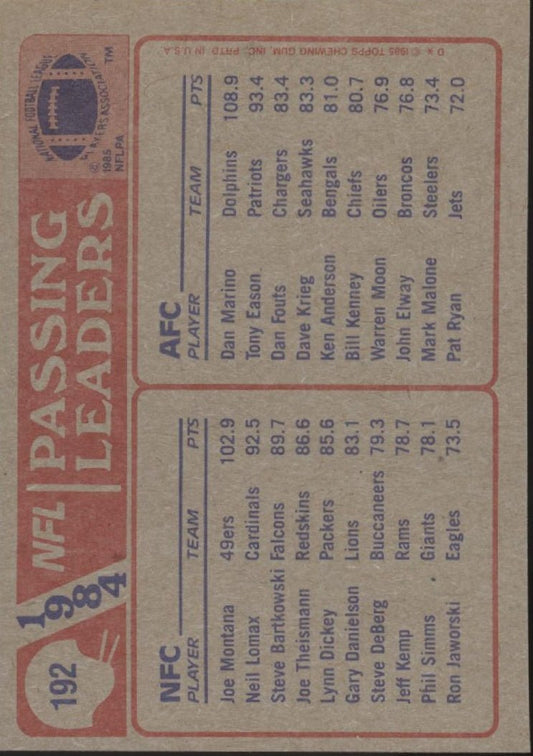 192
1984
NFL PASSING
LEADERS
NATIONAL FOOTBALL LEAGUE
PLAYERS ASSOCIATION
™
© 1985
NFLPA
NFC
PLAYER TEAM PTS
Joe Montana 49ers 102.9
Neil Lomax Cardinals 92.5
Steve Bartkowski Falcons 89.7
Joe Theismann Redskins 86.6
Lynn Dickey Packers 85.6
Gary Danielson Lions 83.1
Steve DeBerg Buccaneers 79.3
Jeff Kemp Rams 78.7
Phil Simms Giants 78.1
Ron Jaworski Eagles 73.5
AFC
PLAYER TEAM PTS
Dan Marino Dolphins 108.9
Tony Eason Patriots 93.4
Dan Fouts Chargers 83.4
Dave Krieg Seahawks 83.3
Ken Anderson Bengals 81.0
Bill Kenney Chiefs 80.7
Warren Moon Oilers 76.9
John Elway Broncos 76.8
Mark Malone Steelers 73.4
Pat Ryan Jets 72.0
D* © 1985 TOPPS CHEWING GUM, INC. PRTD. IN U.S.A.